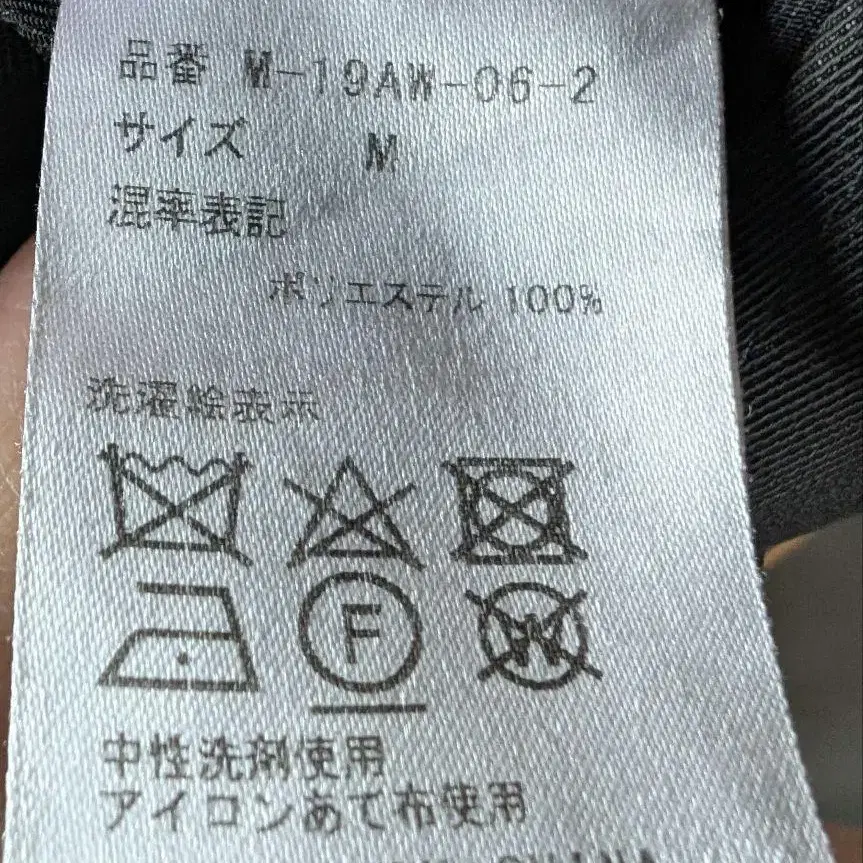 品番 M-19AW-06-2
サイズ M
混率表記
ポリエステル 100%
洗濯絵表示
F
W
中性洗剤使用
アイロンあて布使用